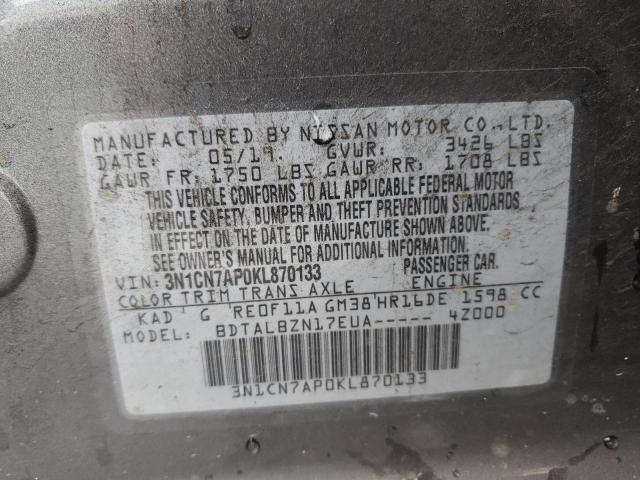 MANUFACTURED BY NISSAN MOTOR CO., LTD.
DATE: 05/19. GVWR: 3426 LBS
GAWR FR: 1750 LBS GAWR RR: 1708 LBS
THIS VEHICLE CONFORMS TO ALL APPLICABLE FEDERAL MOTOR
VEHICLE SAFETY, BUMPER AND THEFT PREVENTION STANDARDS
IN EFFECT ON THE DATE OF MANUFACTURE SHOWN ABOVE.
SEE OWNER'S MANUAL FOR ADDITIONAL INFORMATION.
VIN: 3N1CN7AP0KL870133 PASSENGER CAR.
COLOR TRIM TRANS AXLE ENGINE
KAD G RE0F11A GM38 HR16DE 1598 CC
MODEL: BDTALBZN17EUA----- 4Z000
3N1CN7AP0KL870133